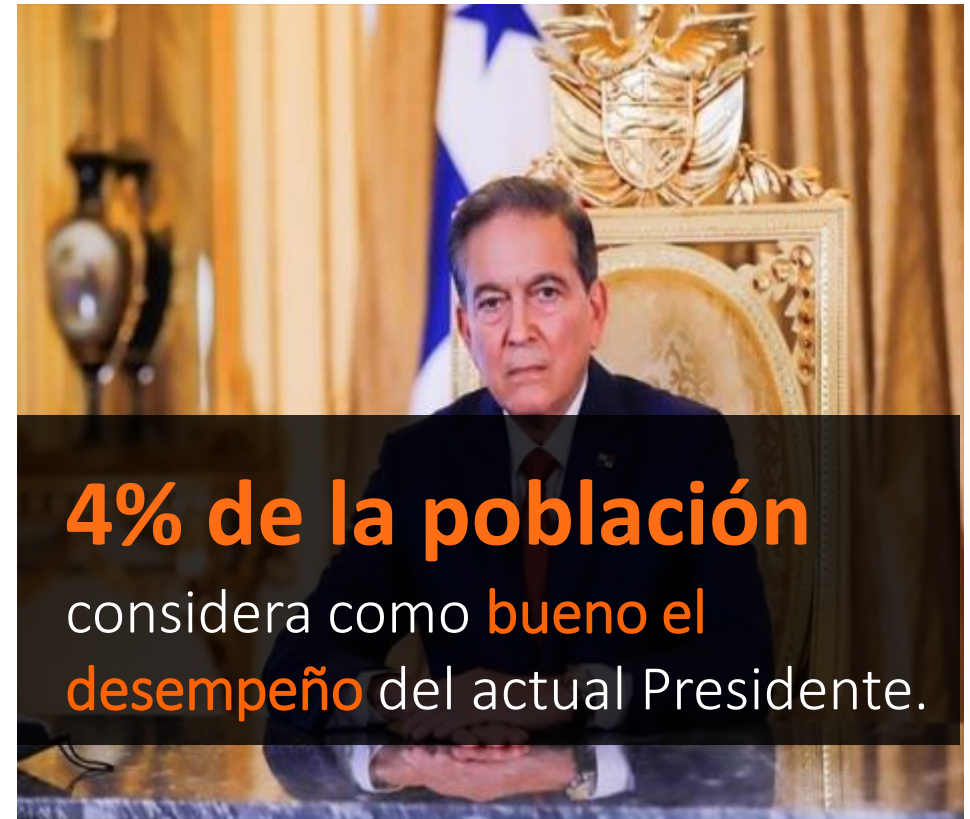 4% de la población
considera como bueno el
desempeño del actual Presidente.